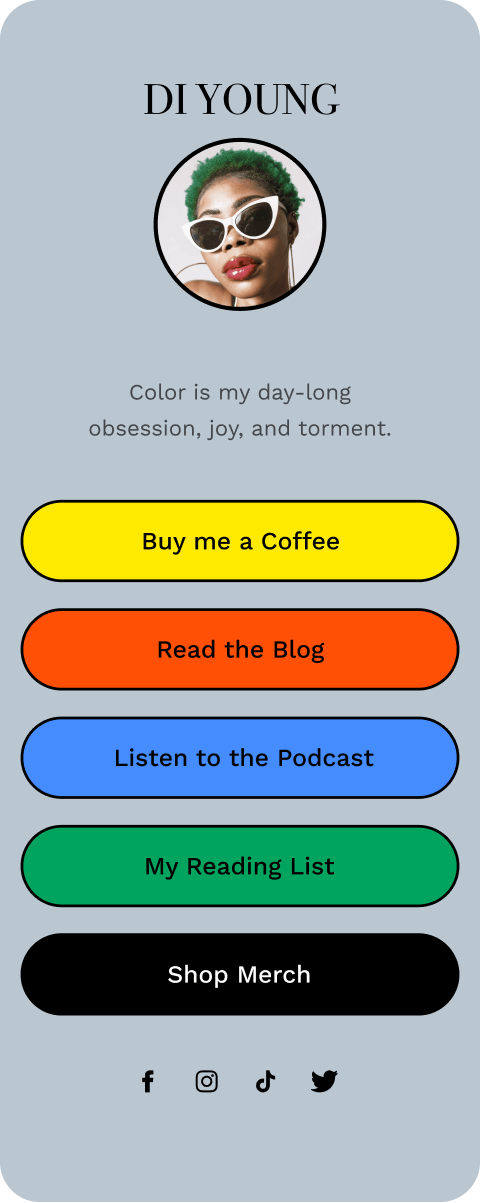 DI YOUNG
Color is my day-long
obsession, joy, and torment.
Buy me a Coffee
Read the Blog
Listen to the Podcast
My Reading List
Shop Merch